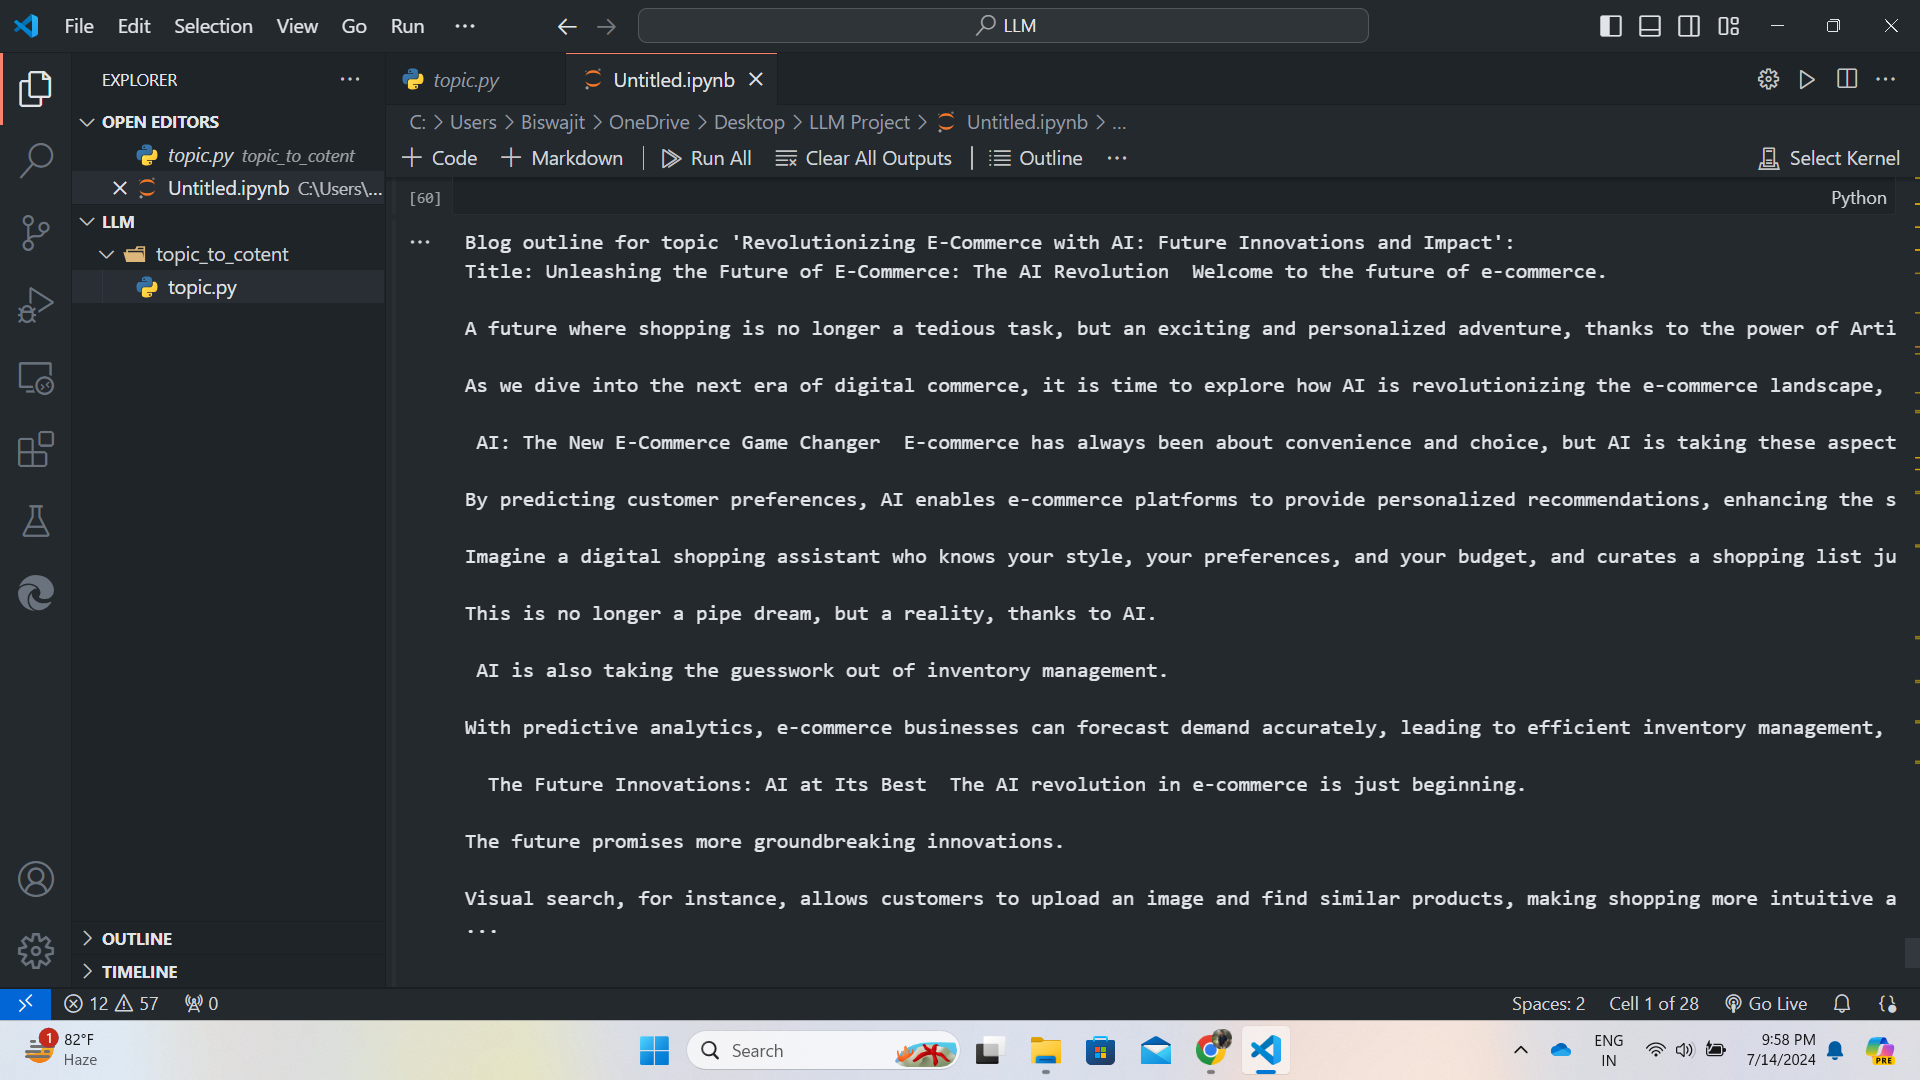 File Edit Selection View Go Run ···
LLM
EXPLORER ···
OPEN EDITORS
topic.py topic_to_cotent
Untitled.ipynb C:\Users\...
LLM
topic_to_cotent
topic.py
OUTLINE
TIMELINE
topic.py
Untitled.ipynb
C: > Users > Biswajit > OneDrive > Desktop > LLM Project > Untitled.ipynb > ...
+ Code + Markdown Run All Clear All Outputs Outline ···
Select Kernel
[60]
Python
Blog outline for topic 'Revolutionizing E-Commerce with AI: Future Innovations and Impact':
Title: Unleashing the Future of E-Commerce: The AI Revolution  Welcome to the future of e-commerce.
A future where shopping is no longer a tedious task, but an exciting and personalized adventure, thanks to the power of Arti
As we dive into the next era of digital commerce, it is time to explore how AI is revolutionizing the e-commerce landscape,
AI: The New E-Commerce Game Changer  E-commerce has always been about convenience and choice, but AI is taking these aspect
By predicting customer preferences, AI enables e-commerce platforms to provide personalized recommendations, enhancing the s
Imagine a digital shopping assistant who knows your style, your preferences, and your budget, and curates a shopping list ju
This is no longer a pipe dream, but a reality, thanks to AI.
AI is also taking the guesswork out of inventory management.
With predictive analytics, e-commerce businesses can forecast demand accurately, leading to efficient inventory management,
The Future Innovations: AI at Its Best  The AI revolution in e-commerce is just beginning.
The future promises more groundbreaking innovations.
Visual search, for instance, allows customers to upload an image and find similar products, making shopping more intuitive a
...
12 57 0
Spaces: 2 Cell 1 of 28 Go Live
1
82°F
Haze
Search
ENG
IN
9:58 PM
7/14/2024
PRE